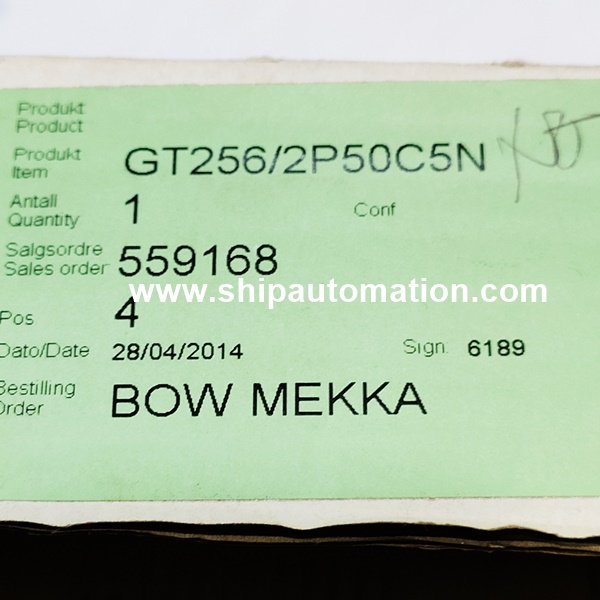 Produkt
Product
Produkt
Item GT256/2P50C5N
Antall
Quantity 1 Conf
Salgsordre
Sales order 559168
www.shipautomation.com
Pos 4
Dato/Date 28/04/2014 Sign. 6189
Bestilling
Order BOW MEKKA